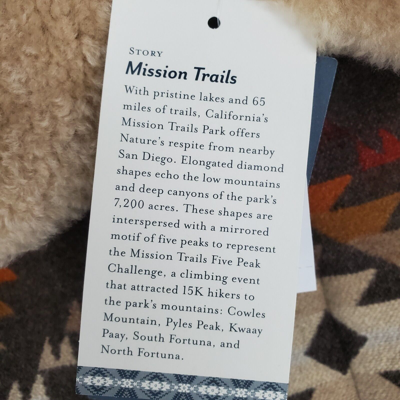 STORY
Mission Trails
With pristine lakes and 65
miles of trails, California's
Mission Trails Park offers
Nature's respite from nearby
San Diego. Elongated diamond
shapes echo the low mountains
and deep canyons of the park's
7,200 acres. These shapes are
interspersed with a mirrored
motif of five peaks to represent
the Mission Trails Five Peak
Challenge, a climbing event
that attracted 15K hikers to
the park's mountains: Cowles
Mountain, Pyles Peak, Kwaay
Paay, South Fortuna, and
North Fortuna.